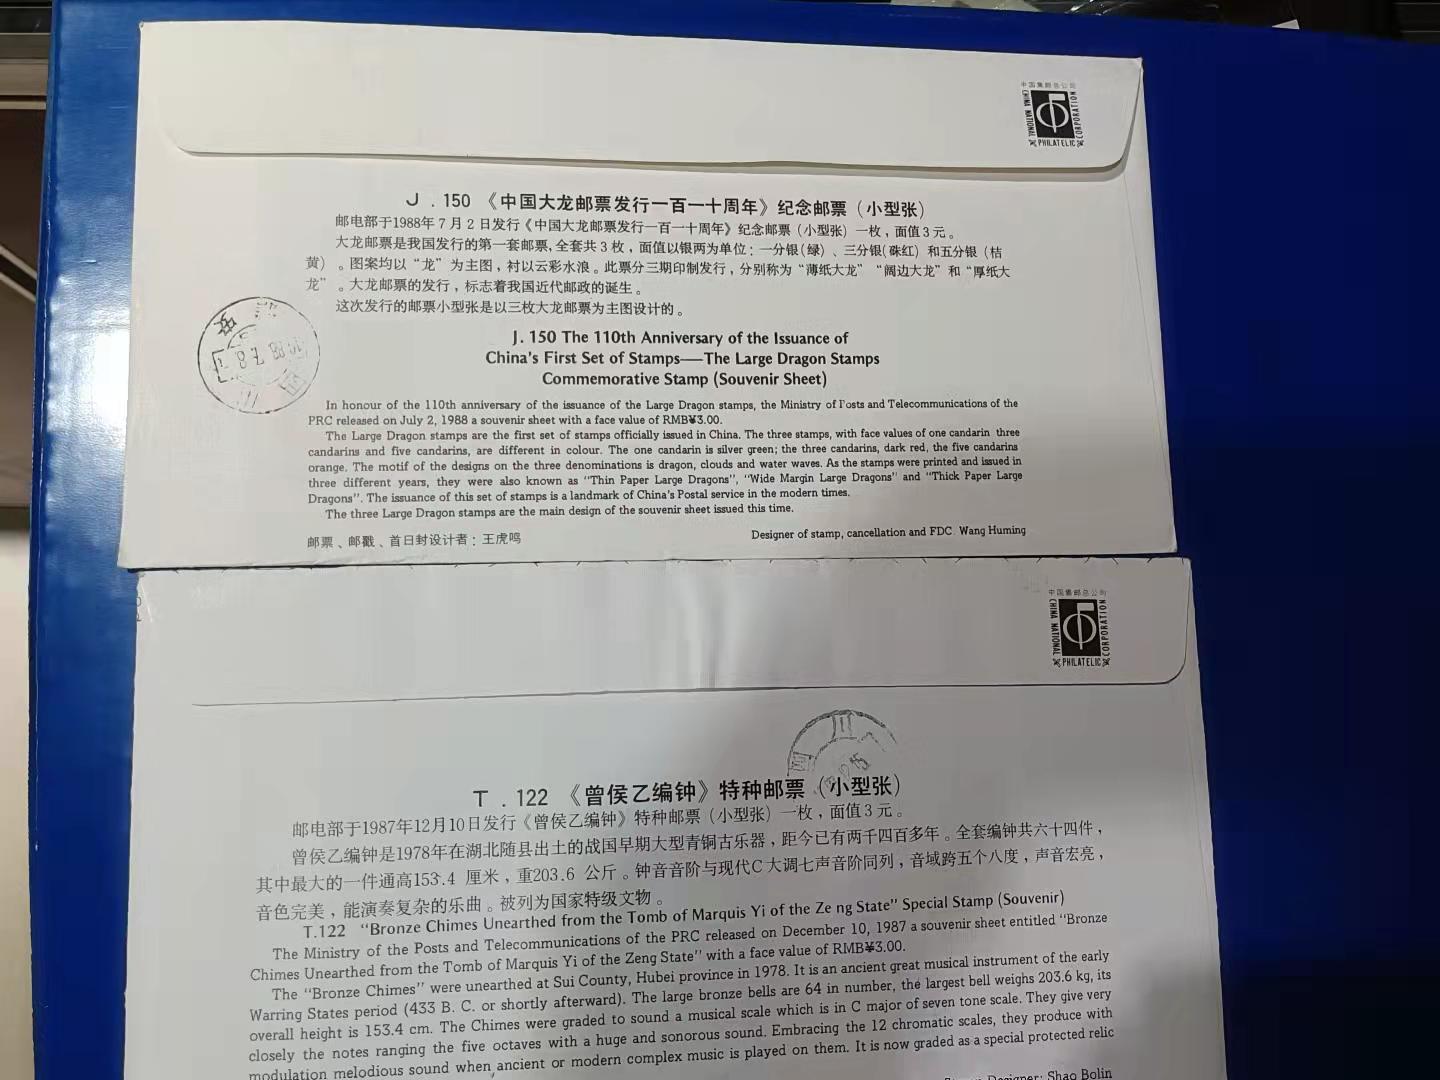 中国集邮总公司
CHINA NATIONAL
PHILATELIC
CORPORATION
J.150《中国大龙邮票发行一百一十周年》纪念邮票（小型张）
邮电部于1988年7月2日发行《中国大龙邮票发行一百一十周年》纪念邮票（小型张）一枚，面值3元。
大龙邮票是我国发行的第一套邮票，全套共3枚，面值以银两为单位：一分银（绿）、三分银（硃红）和五分银（桔
黄）。图案均以“龙”为主图，衬以云彩水浪。此票分三期印制发行，分别称为“薄纸大龙”“阔边大龙”和“厚纸大
龙”。大龙邮票的发行，标志着我国近代邮政的诞生。
这次发行的邮票小型张是以三枚大龙邮票为主图设计的。
J. 150 The 110th Anniversary of the Issuance of
China's First Set of Stamps—The Large Dragon Stamps
Commemorative Stamp (Souvenir Sheet)
In honour of the 110th anniversary of the issuance of the Large Dragon stamps, the Ministry of Posts and Telecommunications of the
PRC released on July 2, 1988 a souvenir sheet with a face value of RMB¥3.00.
The Large Dragon stamps are the first set of stamps officially issued in China. The three stamps, with face values of one candarin three
candarins and five candarins, are different in colour. The one candarin is silver green; the three candarins, dark red, the five candarins
orange. The motif of the designs on the three denominations is dragon, clouds and water waves. As the stamps were printed and issued in
three different years, they were also known as "Thin Paper Large Dragons", "Wide Margin Large Dragons" and "Thick Paper Large
Dragons". The issuance of this set of stamps is a landmark of China's Postal service in the modern times.
The three Large Dragon stamps are the main design of the souvenir sheet issued this time.
邮票、邮戳、首日封设计者：王虎鸣
Designer of stamp, cancellation and FDC Wang Huming
中国集邮总公司
CHINA NATIONAL
PHILATELIC
CORPORATION
T.122《曾侯乙编钟》特种邮票（小型张）
邮电部于1987年12月10日发行《曾侯乙编钟》特种邮票（小型张）一枚，面值3元。
曾侯乙编钟是1978年在湖北随县出土的战国早期大型青铜古乐器，距今已有两千四百多年。全套编钟共六十四件，
其中最大的一件通高153.4 厘米，重203.6 公斤。钟音音阶与现代C大调七声音阶同列，音域跨五个八度，声音宏亮，
音色完美，能演奏复杂的乐曲。被列为国家特级文物。
T.122 "Bronze Chimes Unearthed from the Tomb of Marquis Yi of the Ze ng State" Special Stamp (Souvenir)
The Ministry of the Posts and Telecommunications of the PRC released on December 10, 1987 a souvenir sheet entitled "Bronze
Chimes Unearthed from the Tomb of Marquis Yi of the Zeng State" with a face value of RMB¥3.00.
The "Bronze Chimes" were unearthed at Sui County, Hubei province in 1978. It is an ancient great musical instrument of the early
Warring States period (433 B. C. or shortly afterward). The large bronze bells are 64 in number, the largest bell weighs 203.6 kg, its
overall height is 153.4 cm. The Chimes were graded to sound a musical scale which is in C major of seven tone scale. They give very
closely the notes ranging the five octaves with a huge and sonorous sound. Embracing the 12 chromatic scales, they produce with
modulation melodious sound when ancient or modern complex music is played on them. It is now graded as a special protected relic
Designer: Shao Bolin